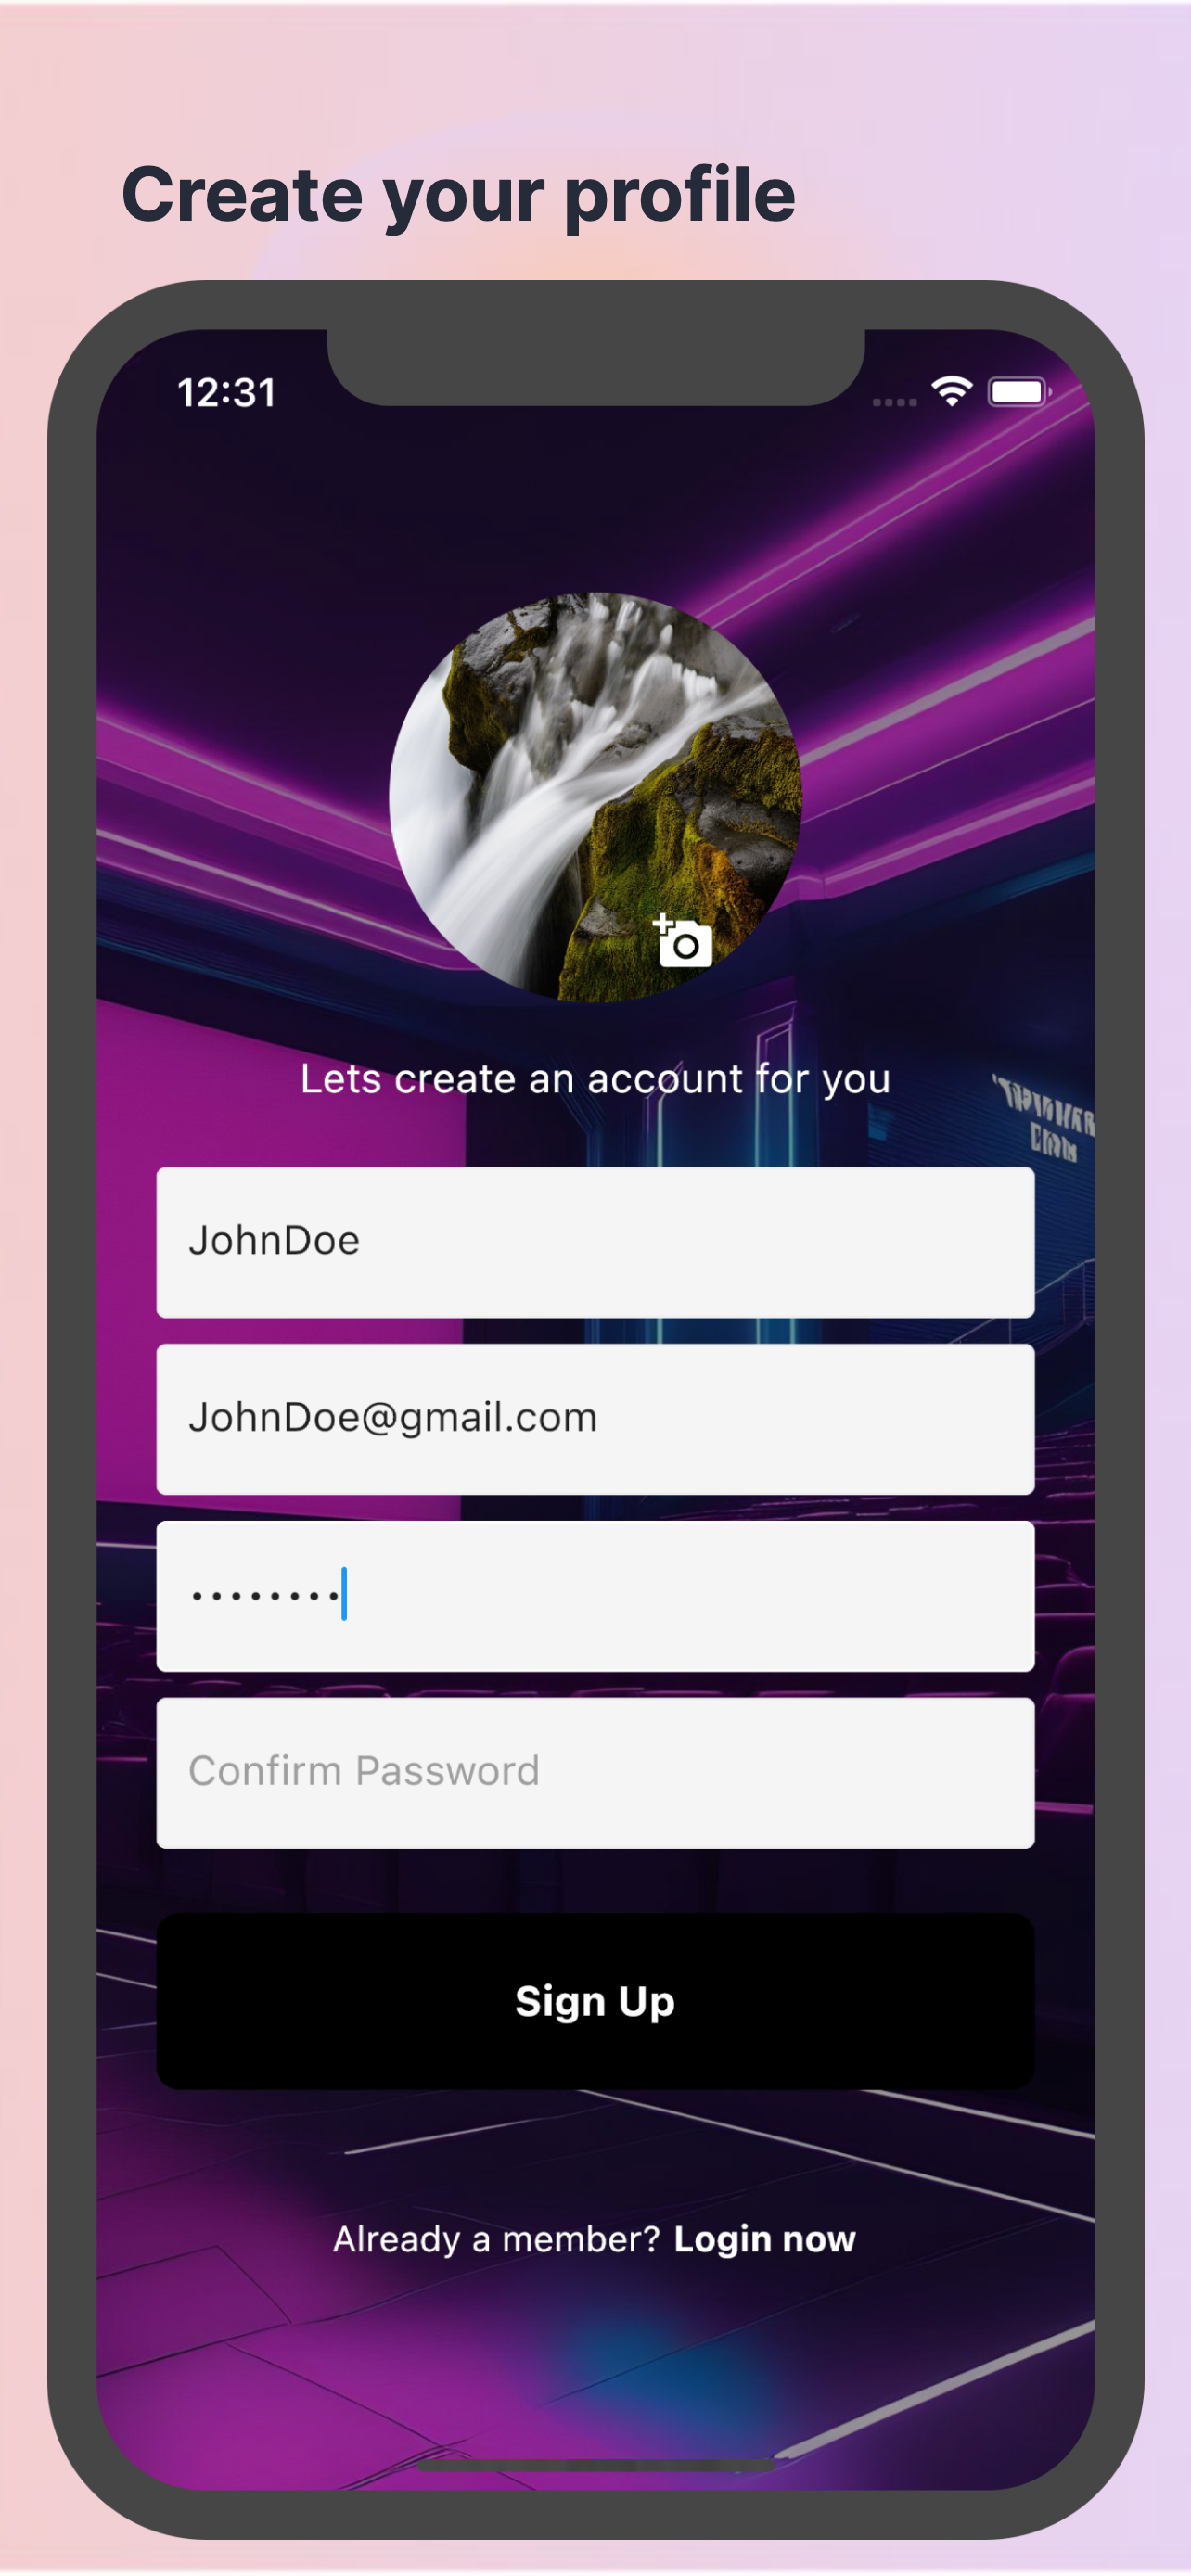 Create your profile
12:31
Lets create an account for you
JohnDoe
JohnDoe@gmail.com
••••••••
Confirm Password
Sign Up
Already a member? Login now